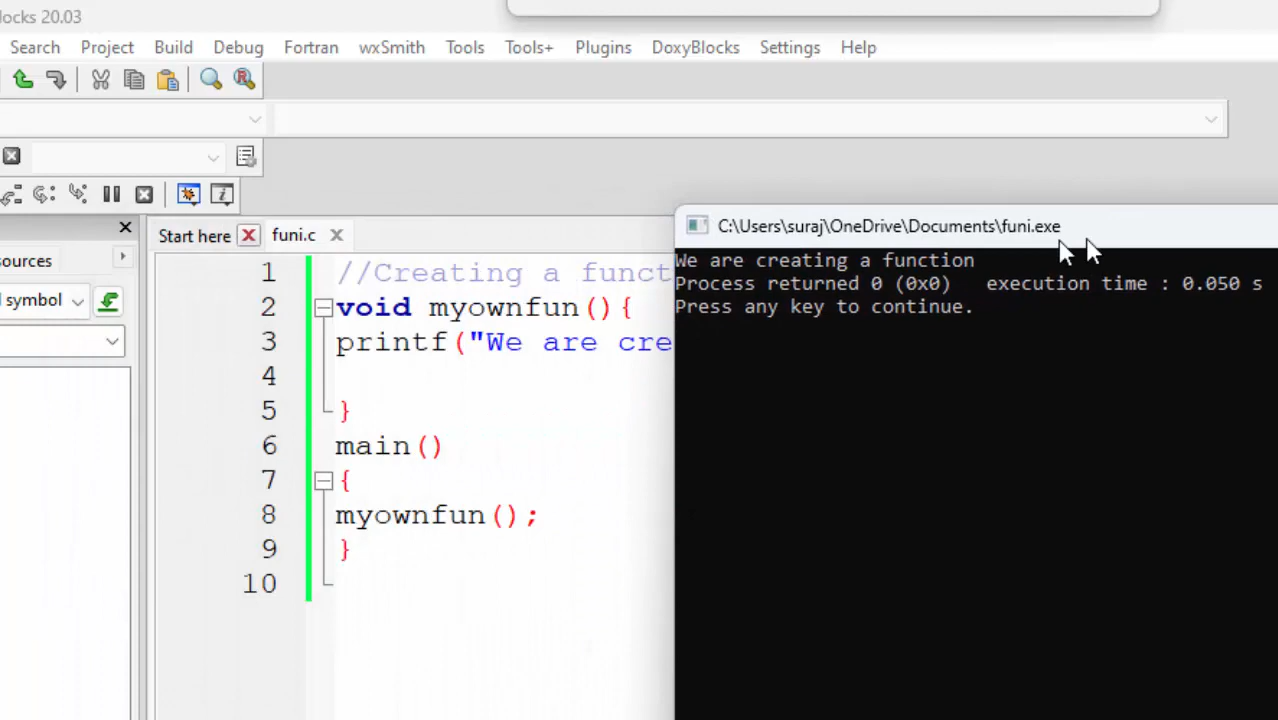 locks 20.03
Search Project Build Debug Fortran wxSmith Tools Tools+ Plugins DoxyBlocks Settings Help
Start here funi.c
ources
symbol
C:\Users\suraj\OneDrive\Documents\funi.exe
We are creating a function
Process returned 0 (0x0) execution time : 0.050 s
Press any key to continue.
1 //Creating a funct
2 void myownfun(){
3 printf("We are cre
4
5 }
6 main()
7 {
8 myownfun();
9 }
10